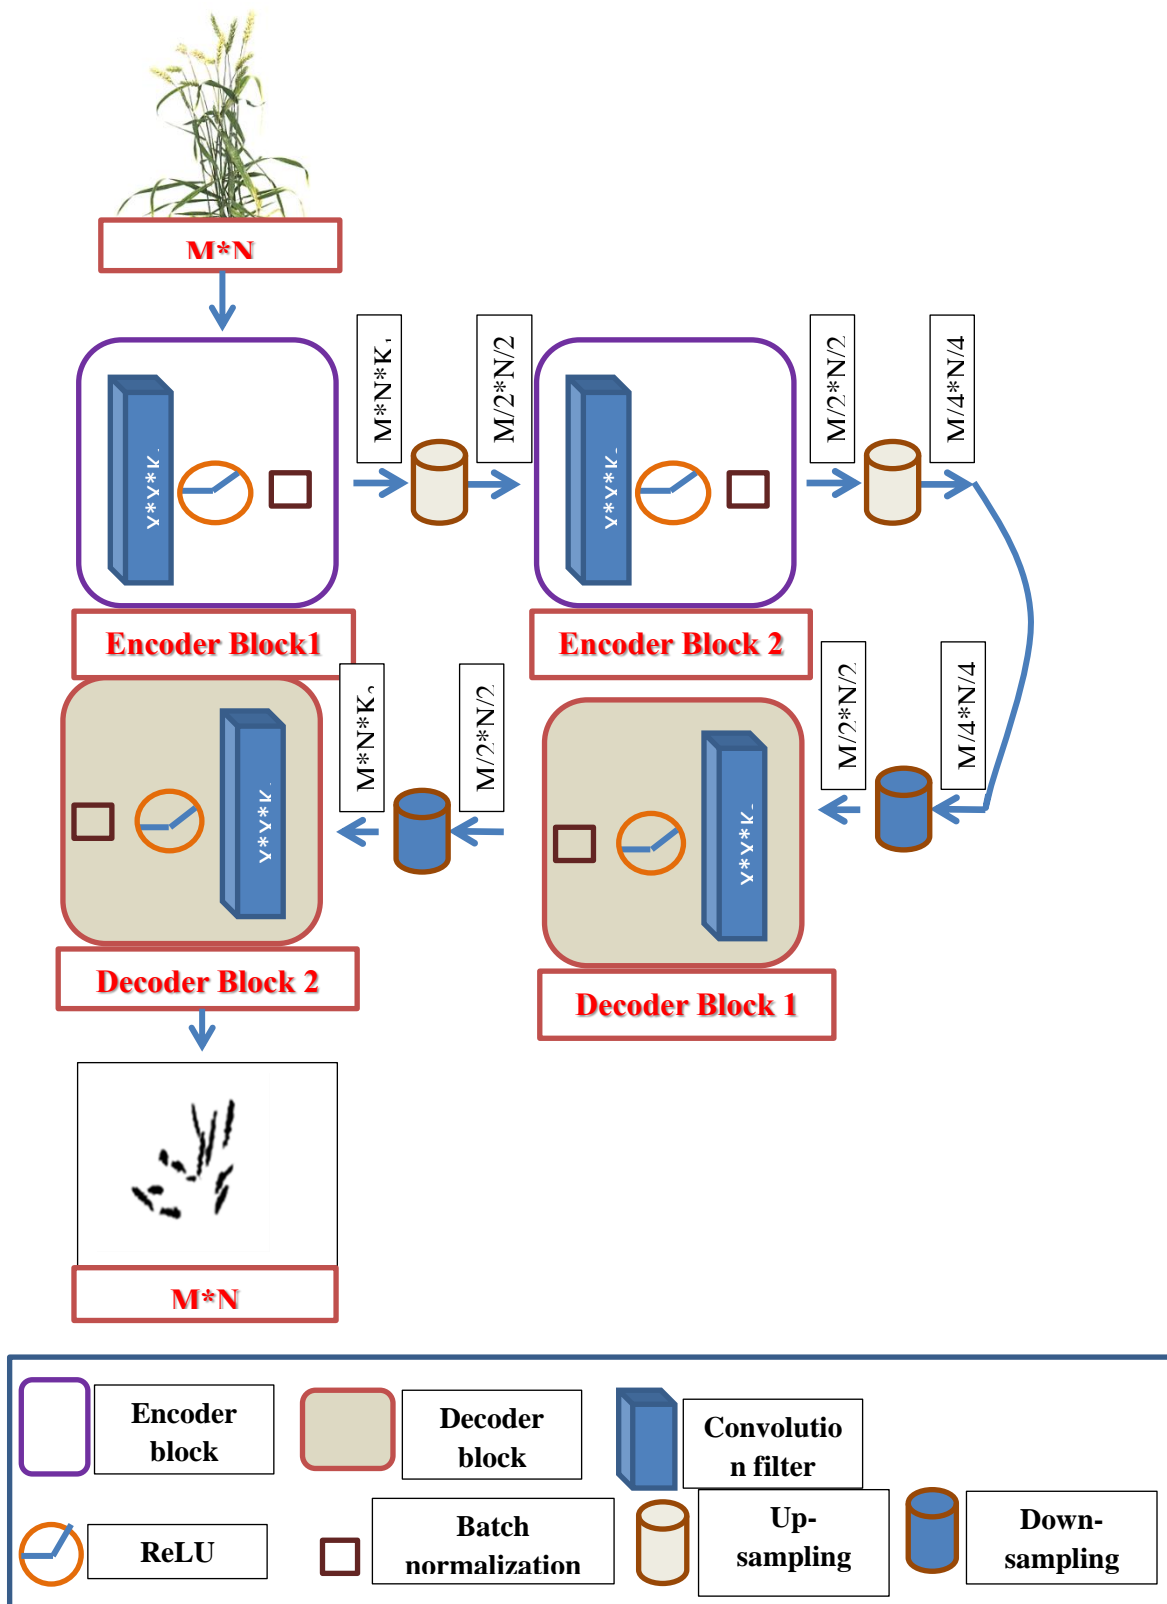 M*N
M*N*K
M/2*N/2
M/2*N/2
M/4*N/4
Encoder Block1
Encoder Block 2
M*N*K
M/2*N/2
M/2*N/2
M/4*N/4
Decoder Block 2
Decoder Block 1
M*N
Encoder
block
Decoder
block
Convolutio
n filter
ReLU
Batch
normalization
Up-
sampling
Down-
sampling